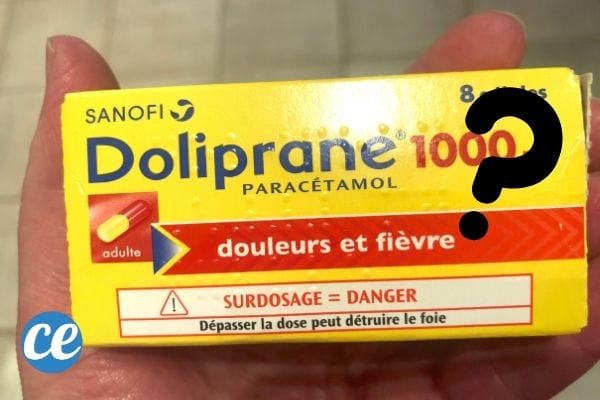 SANOFI
8 gélules
Doliprane® 1000
PARACÉTAMOL
adulte
douleurs et fièvre
SURDOSAGE = DANGER
Dépasser la dose peut détruire le foie
?
ce